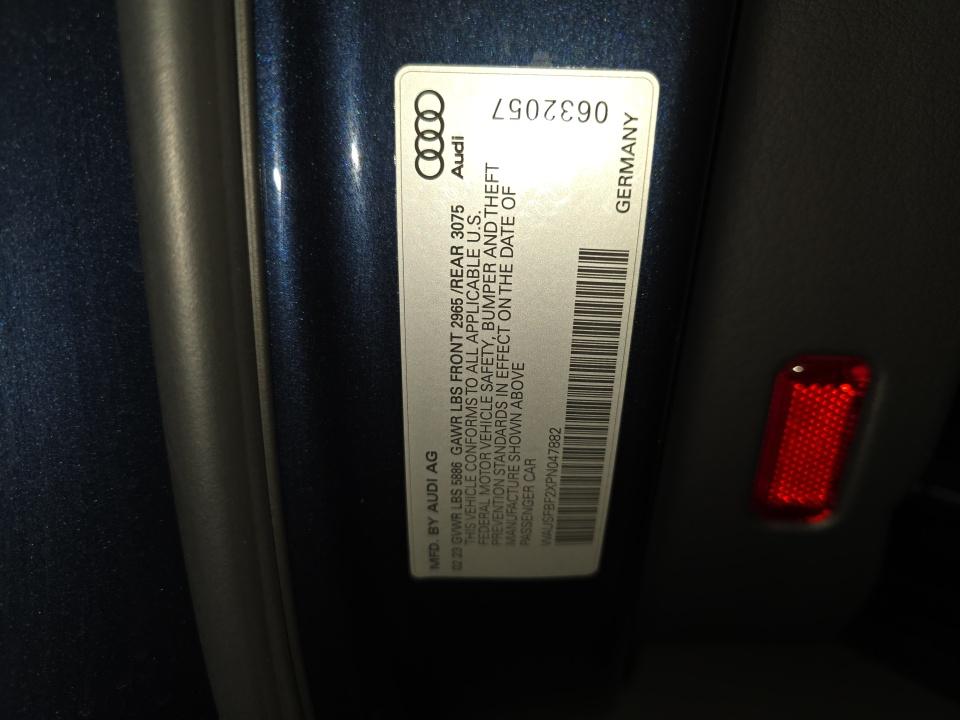 MFD. BY AUDI AG
02 23 GVWR LBS 5886 GAWR LBS FRONT 2965 /REAR 3075
THIS VEHICLE CONFORMS TO ALL APPLICABLE U.S.
FEDERAL MOTOR VEHICLE SAFETY, BUMPER AND THEFT
PREVENTION STANDARDS IN EFFECT ON THE DATE OF
MANUFACTURE SHOWN ABOVE
PASSENGER CAR
WAU5FBF2XPN047882
Audi
0632057
GERMANY